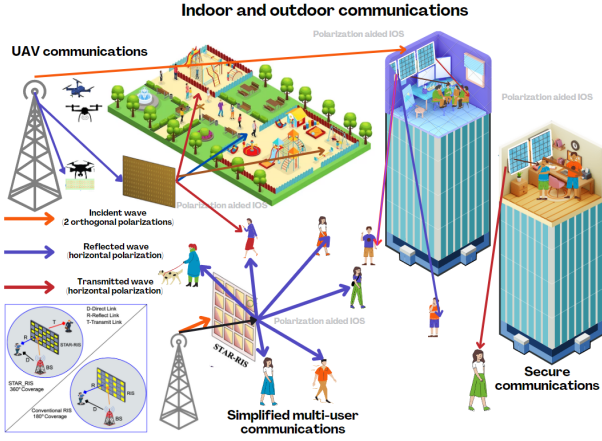 Indoor and outdoor communications
Polarization aided IOS
UAV communications
Polarization aided IOS
Polarization aided IOS
Incident wave
(2 orthogonal polarizations)
Reflected wave
(horizontal polarization)
Transmitted wave
(horizontal polarization)
Polarization aided IOS
STAR-RIS
D-Direct Link
R-Reflect Link
T-Transmit Link
T
R
STAR-RIS
D
BS
STAR_RIS
360° Coverage
R
RIS
D
BS
Conventional RIS
180° Coverage
Simplified multi-user
communications
Secure
communications